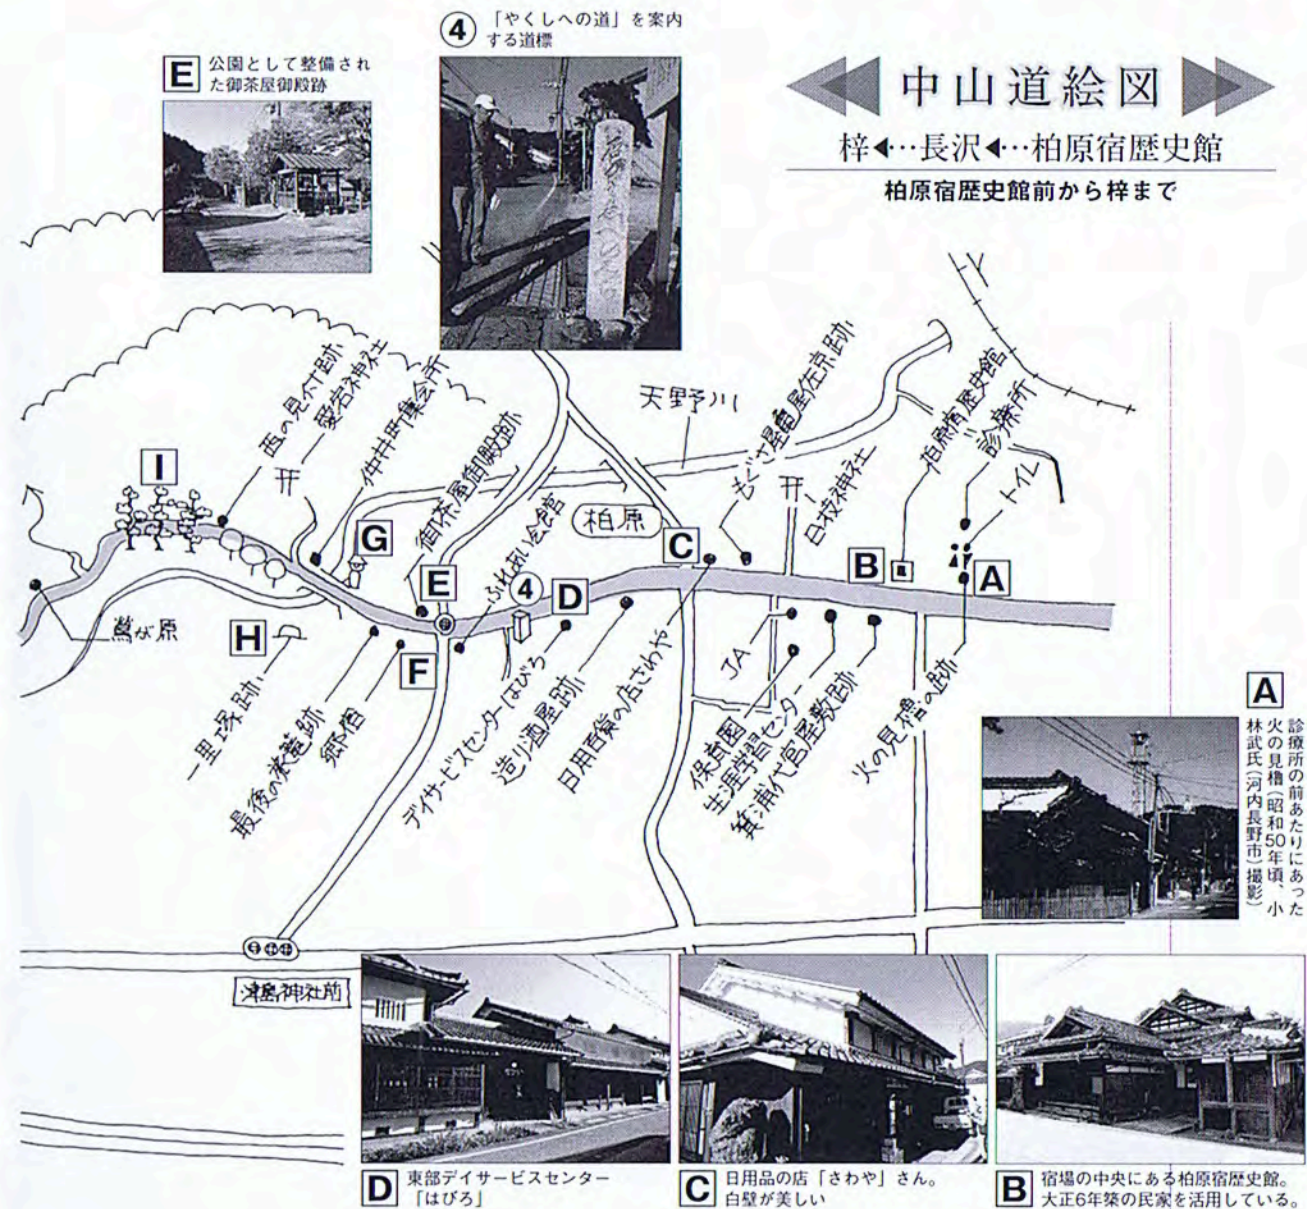 ④
「やくしへの道」を案内
する道標
E
公園として整備され
た御茶屋御殿跡
中山道絵図
梓◀…長沢◀…柏原宿歴史館
柏原宿歴史館前から梓まで
西の見付跡
愛宕神社
仲井町集会所
御茶屋御殿跡
ふれあい会館
天野川
柏原
もぐさ屋亀屋佐京跡
日枝神社
柏原宿歴史館
診療所
トイレ
I
G
E
④
D
C
B
A
H
F
鶯が原
一里塚跡
最後の旅籠跡
郷宿
デイサービスセンターはびろ
造り酒屋跡
日用百貨の店さわや
JA
保育園
生涯学習センター
箕浦代官屋敷跡
火の見櫓の跡
津島神社前
A
診療所の前あたりにあった
火の見櫓(昭和50年頃、小
林武氏(河内長野市)撮影)
D
東部デイサービスセンター
「はびろ」
C
日用品の店「さわや」さん。
白壁が美しい
B
宿場の中央にある柏原宿歴史館。
大正6年築の民家を活用している。